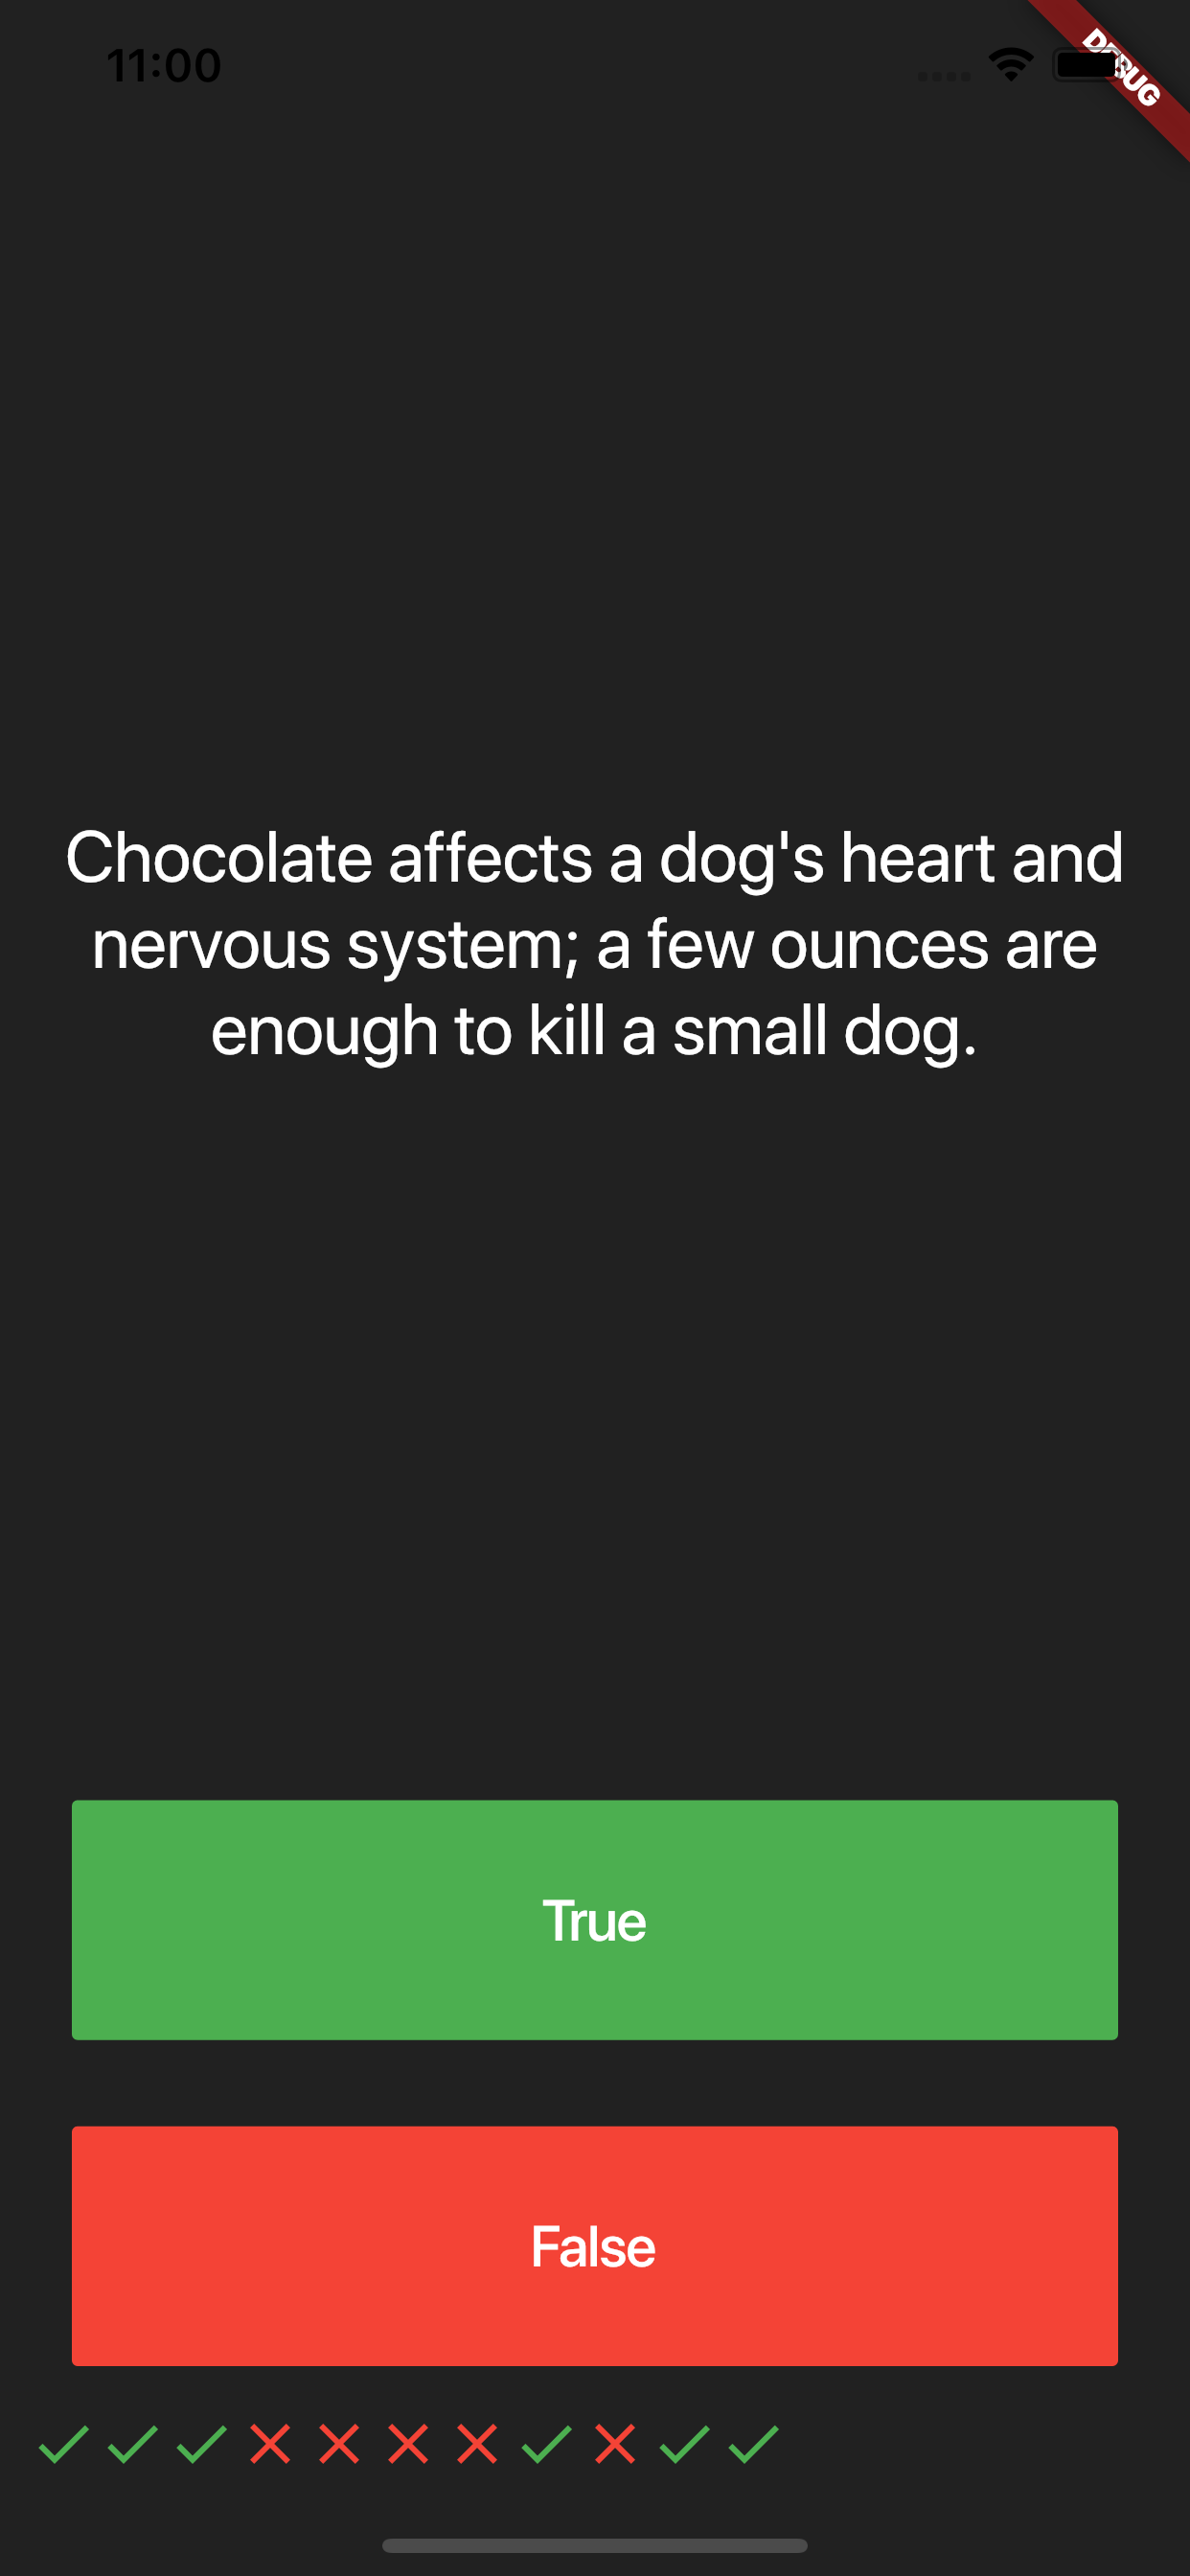 11:00
DEBUG
Chocolate affects a dog's heart and
nervous system; a few ounces are
enough to kill a small dog.
True
False